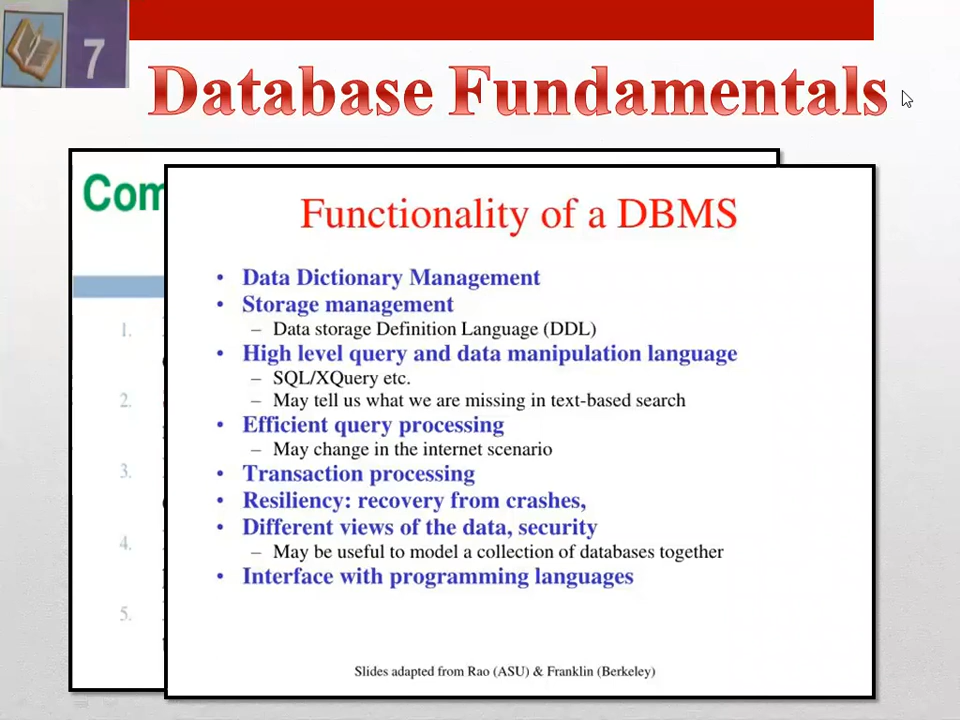 7
Database Fundamentals
Com
Functionality of a DBMS
• Data Dictionary Management
• Storage management
– Data storage Definition Language (DDL)
• High level query and data manipulation language
– SQL/XQuery etc.
– May tell us what we are missing in text-based search
• Efficient query processing
– May change in the internet scenario
• Transaction processing
• Resiliency: recovery from crashes,
• Different views of the data, security
– May be useful to model a collection of databases together
• Interface with programming languages
1.
2.
3.
4.
5.
Slides adapted from Rao (ASU) & Franklin (Berkeley)